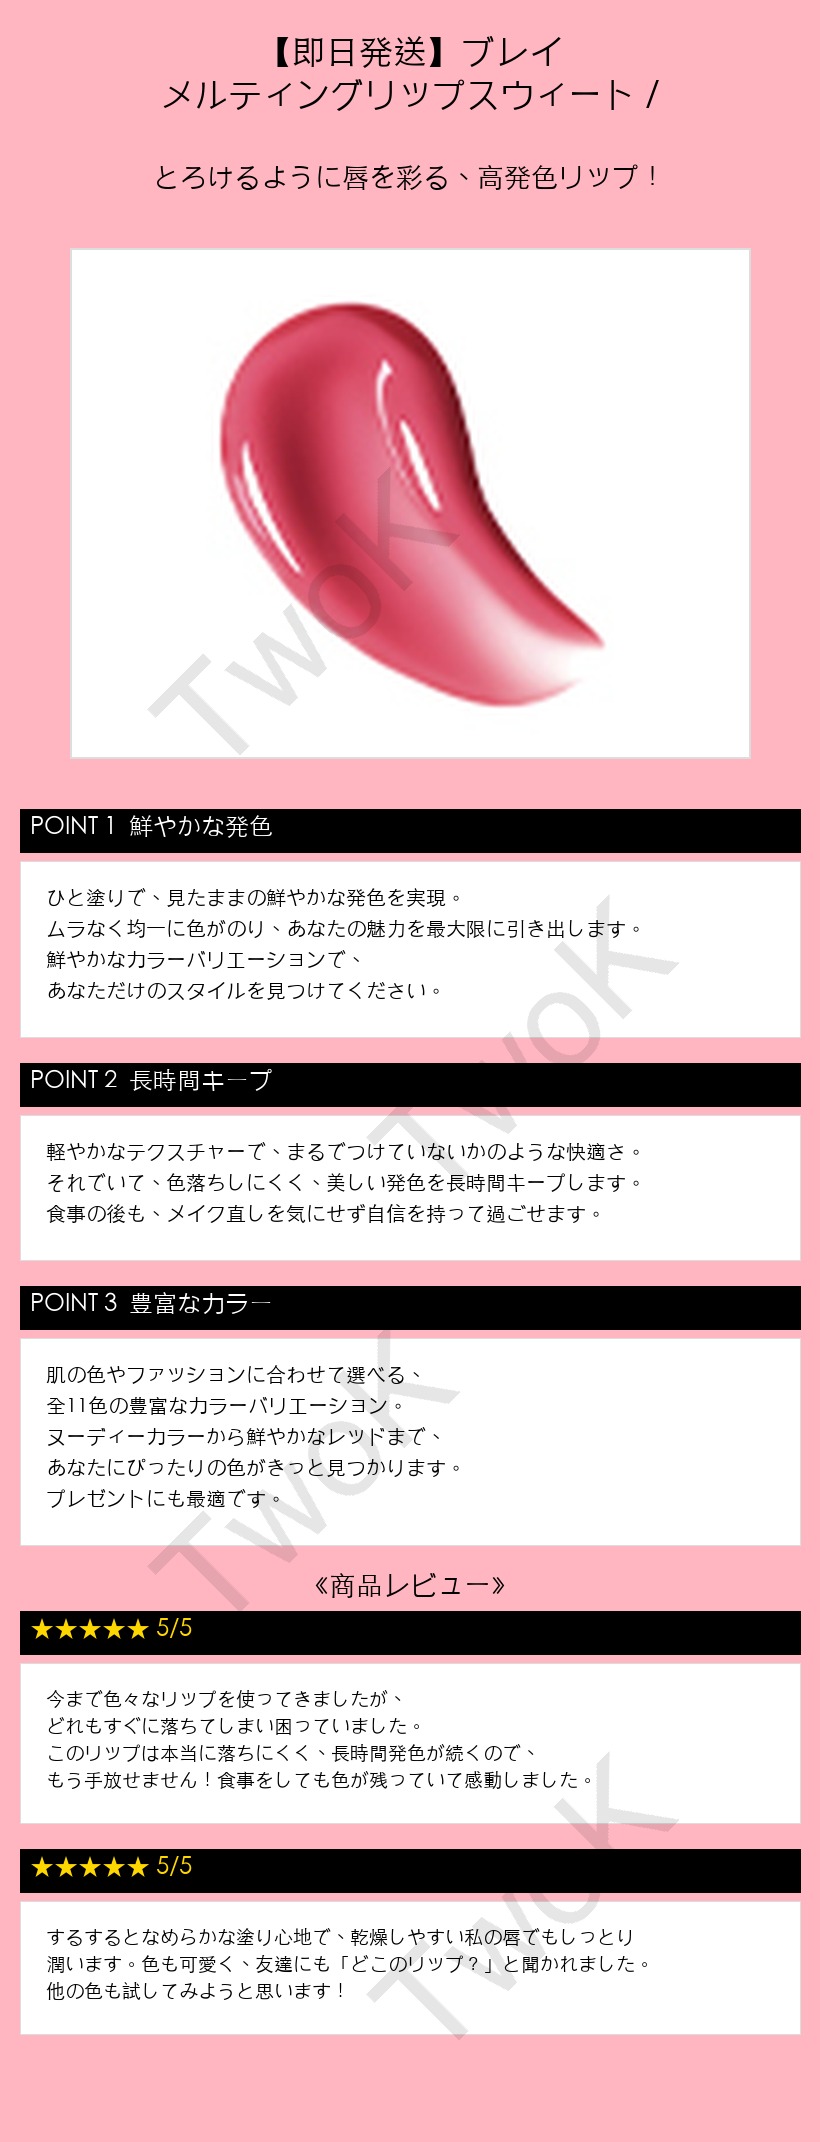 【即日発送】ブレイ
メルティングリップスウィート /
とろけるように唇を彩る、高発色リップ！
TwoK
POINT 1 鮮やかな発色
ひと塗りで、見たままの鮮やかな発色を実現。
ムラなく均一に色がのり、あなたの魅力を最大限に引き出します。
鮮やかなカラーバリエーションで、
あなただけのスタイルを見つけてください。
TwoK
POINT 2 長時間キープ
軽やかなテクスチャーで、まるでつけていないかのような快適さ。
それでいて、色落ちしにくく、美しい発色を長時間キープします。
食事の後も、メイク直しを気にせず自信を持って過ごせます。
POINT 3 豊富なカラー
肌の色やファッションに合わせて選べる、
全11色の豊富なカラーバリエーション。
ヌーディーカラーから鮮やかなレッドまで、
あなたにぴったりの色がきっと見つかります。
プレゼントにも最適です。
TwoK
《商品レビュー》
★★★★★ 5/5
今まで色々なリップを使ってきましたが、
どれもすぐに落ちてしまい困っていました。
このリップは本当に落ちにくく、長時間発色が続くので、
もう手放せません！食事をしても色が残っていて感動しました。
★★★★★ 5/5
TwoK
するするとなめらかな塗り心地で、乾燥しやすい私の唇でもしっとり
潤います。色も可愛く、友達にも「どこのリップ？」と聞かれました。
他の色も試してみようと思います！